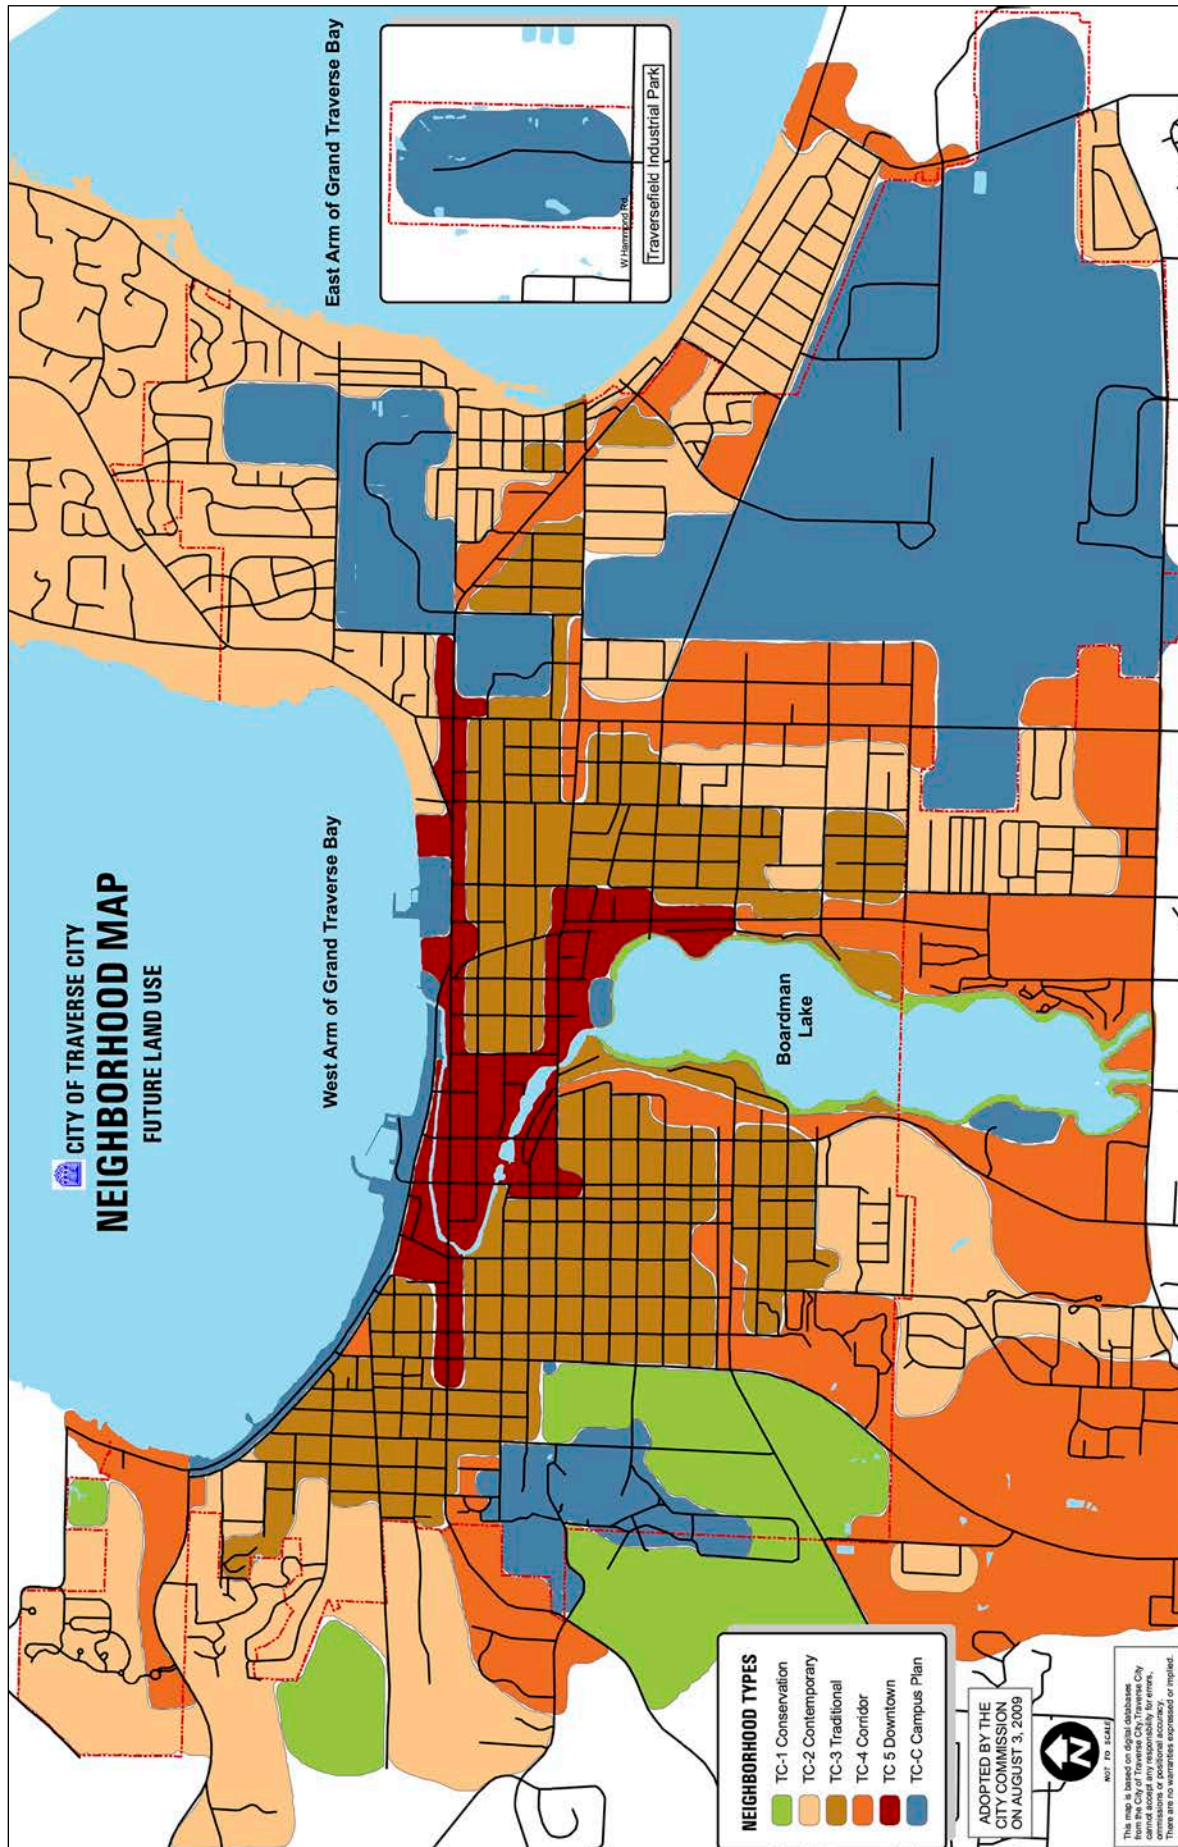 CITY OF TRAVERSE CITY
NEIGHBORHOOD MAP
FUTURE LAND USE
West Arm of Grand Traverse Bay
East Arm of Grand Traverse Bay
W Hammond Rd
Traversefield Industrial Park
Boardman
Lake
NEIGHBORHOOD TYPES
TC-1 Conservation
TC-2 Contemporary
TC-3 Traditional
TC-4 Corridor
TC 5 Downtown
TC-C Campus Plan
ADOPTED BY THE
CITY COMMISSION
ON AUGUST 3, 2009
N
NOT TO SCALE
This map is based on digital databases
from the City of Traverse City. Traverse City
cannot accept any responsibility for errors,
ommissions or positional accuracy.
There are no warranties expressed or implied.